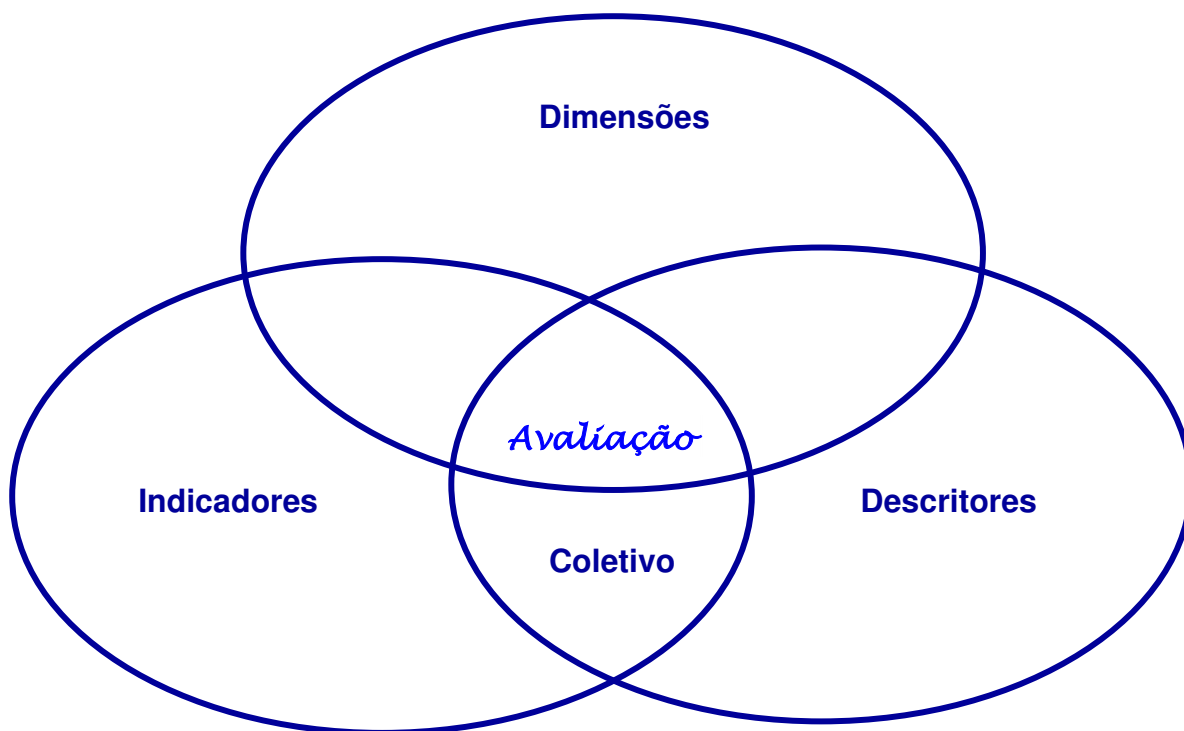 Dimensões
Avaliação
Indicadores
Descritores
Coletivo